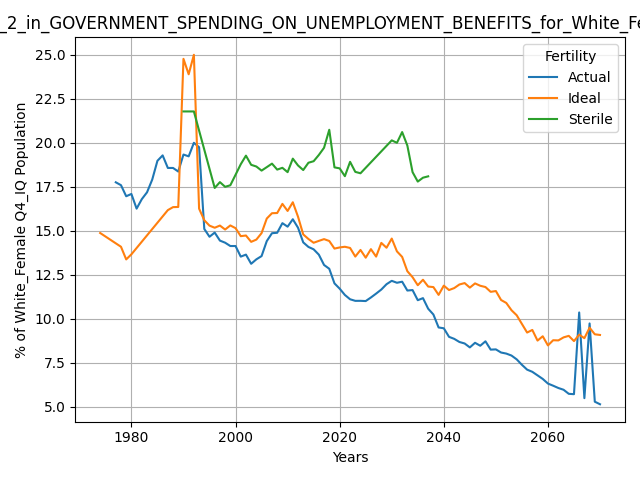 _2_in_GOVERNMENT_SPENDING_ON_UNEMPLOYMENT_BENEFITS_for_White_Fe
25.0
22.5
20.0
17.5
15.0
12.5
10.0
7.5
5.0
% of White_Female Q4_IQ Population
Fertility
Actual
Ideal
Sterile
1980
2000
2020
2040
2060
Years